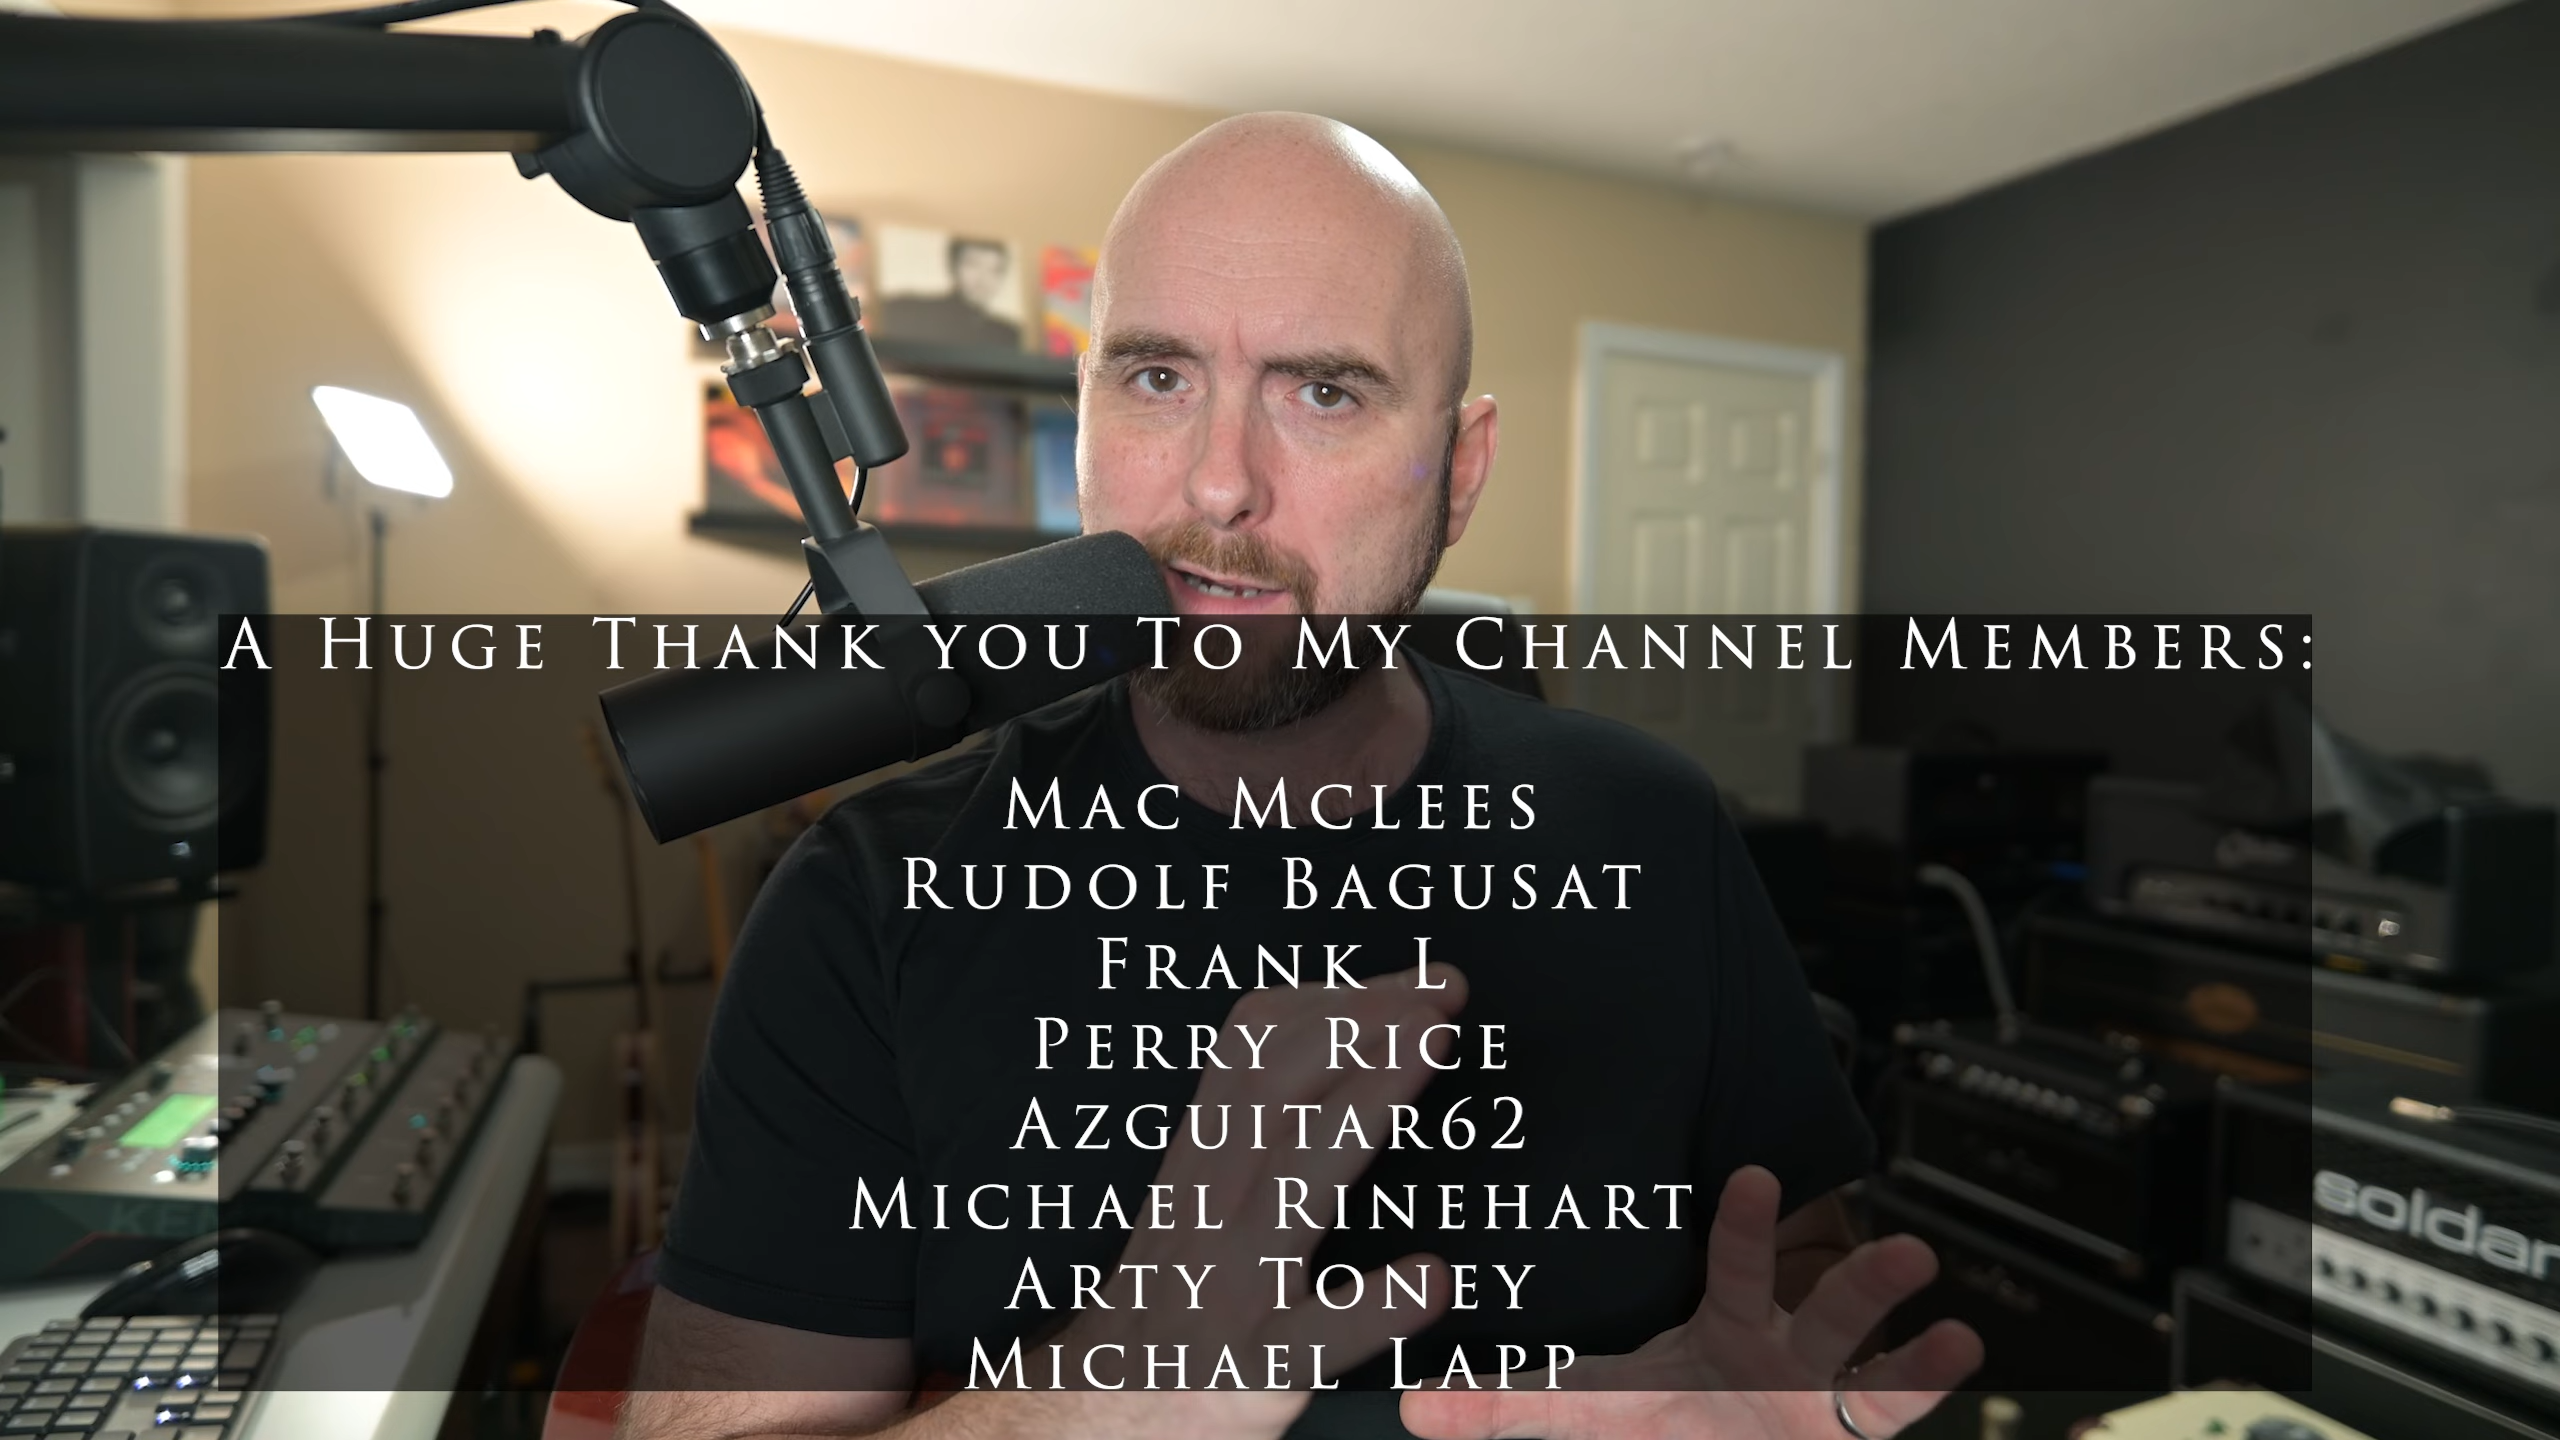 A Huge Thank you To My Channel Members:
Mac Mclees
Rudolf Bagusat
Frank L
Perry Rice
Azguitar62
Michael Rinehart
Arty Toney
Michael Lapp
soldan